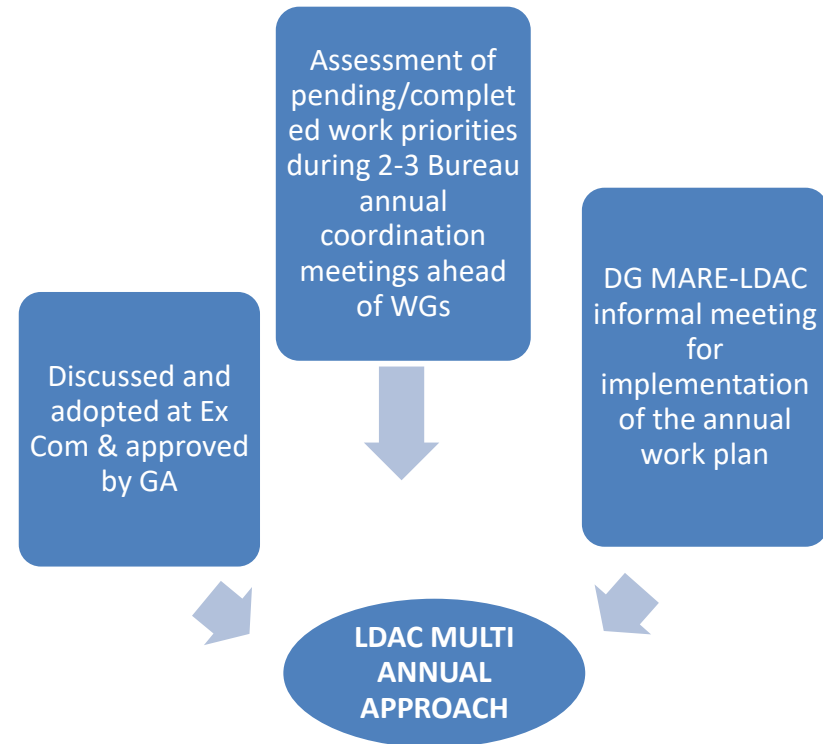 Assessment of
pending/complet
ed work priorities
during 2-3 Bureau
annual
coordination
meetings ahead
of WGs
Discussed and
adopted at Ex
Com & approved
by GA
DG MARE-LDAC
informal meeting
for
implementation
of the annual
work plan
LDAC MULTI
ANNUAL
APPROACH